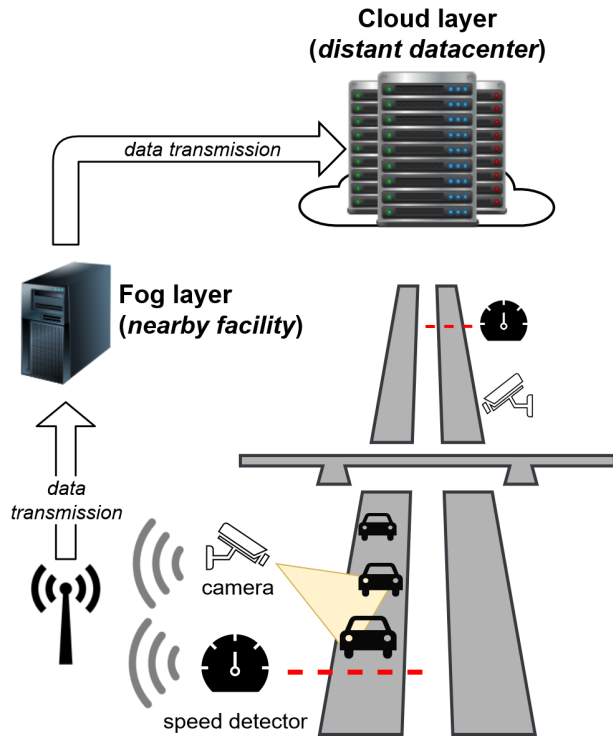 Cloud layer
(distant datacenter)
data transmission
Fog layer
(nearby facility)
data
transmission
camera
speed detector